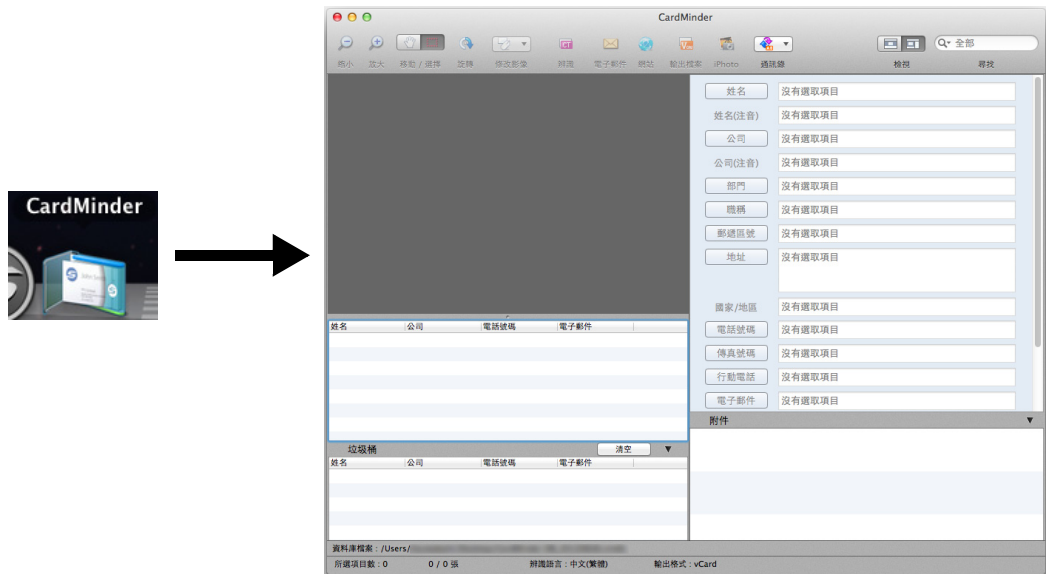 CardMinder
CardMinder
縮小 放大 移動 / 選擇 旋轉 修改影像 辨識 電子郵件 網站 輸出檔案 iPhoto 通訊錄 檢視 尋找
全部
姓名 沒有選取項目
姓名(注音) 沒有選取項目
公司 沒有選取項目
公司(注音) 沒有選取項目
部門 沒有選取項目
職稱 沒有選取項目
郵遞區號 沒有選取項目
地址 沒有選取項目
國家/地區 沒有選取項目
電話號碼 沒有選取項目
傳真號碼 沒有選取項目
行動電話 沒有選取項目
電子郵件 沒有選取項目
附件
姓名 公司 電話號碼 電子郵件
垃圾桶 清空
姓名 公司 電話號碼 電子郵件
資料庫檔案：/Users/
所選項目數：0 0 / 0 張 辨識語言：中文(繁體) 輸出格式：vCard